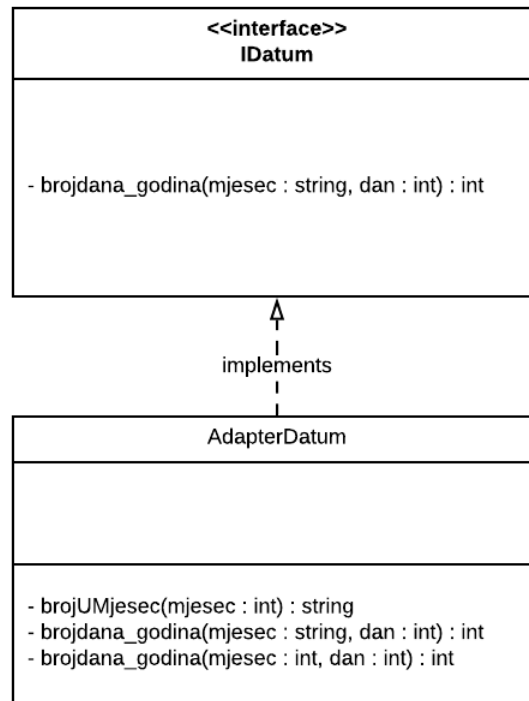 <<interface>>
IDatum
- brojdana_godina(mjesec : string, dan : int) : int
implements
AdapterDatum
- brojUMjesec(mjesec : int) : string
- brojdana_godina(mjesec : string, dan : int) : int
- brojdana_godina(mjesec : int, dan : int) : int